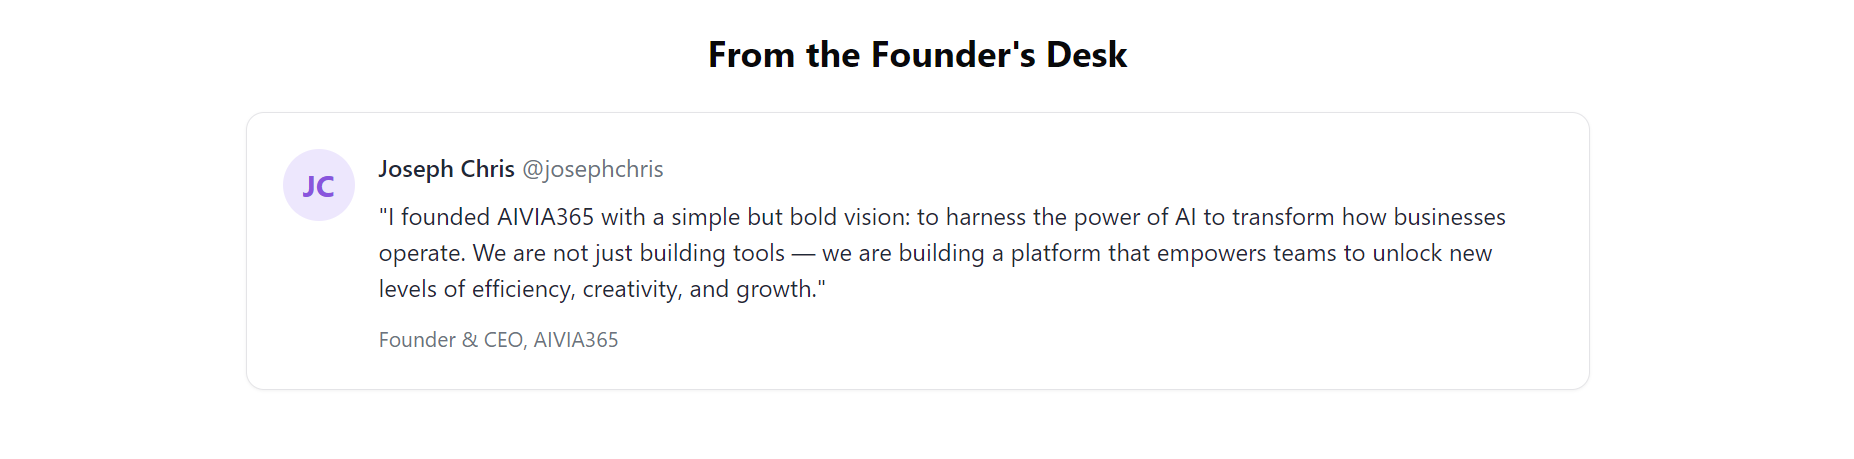 From the Founder's Desk
JC
Joseph Chris @josephchris
"I founded AIVIA365 with a simple but bold vision: to harness the power of AI to transform how businesses
operate. We are not just building tools — we are building a platform that empowers teams to unlock new
levels of efficiency, creativity, and growth."
Founder & CEO, AIVIA365